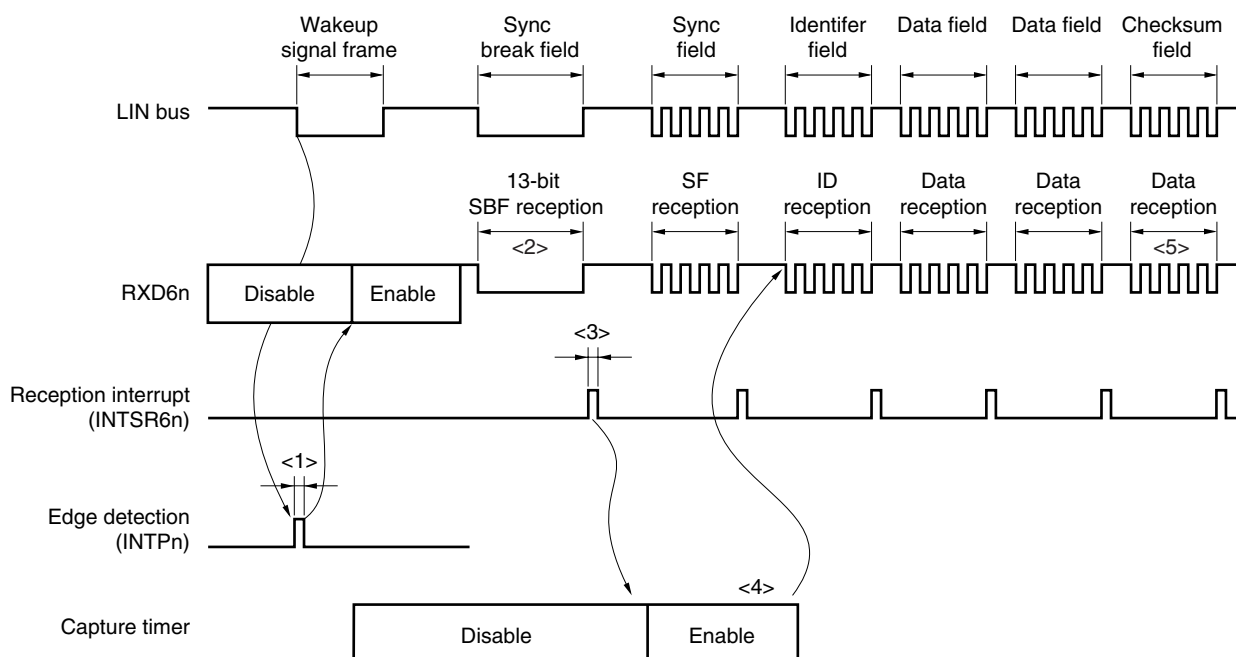 Wakeup
signal frame
Sync
break field
Sync
field
Identifer
field
Data field
Data field
Checksum
field
LIN bus
13-bit
SBF reception
<2>
SF
reception
ID
reception
Data
reception
Data
reception
Data
reception
<5>
RXD6n
Disable
Enable
<3>
Reception interrupt
(INTSR6n)
<1>
Edge detection
(INTPn)
<4>
Capture timer
Disable
Enable